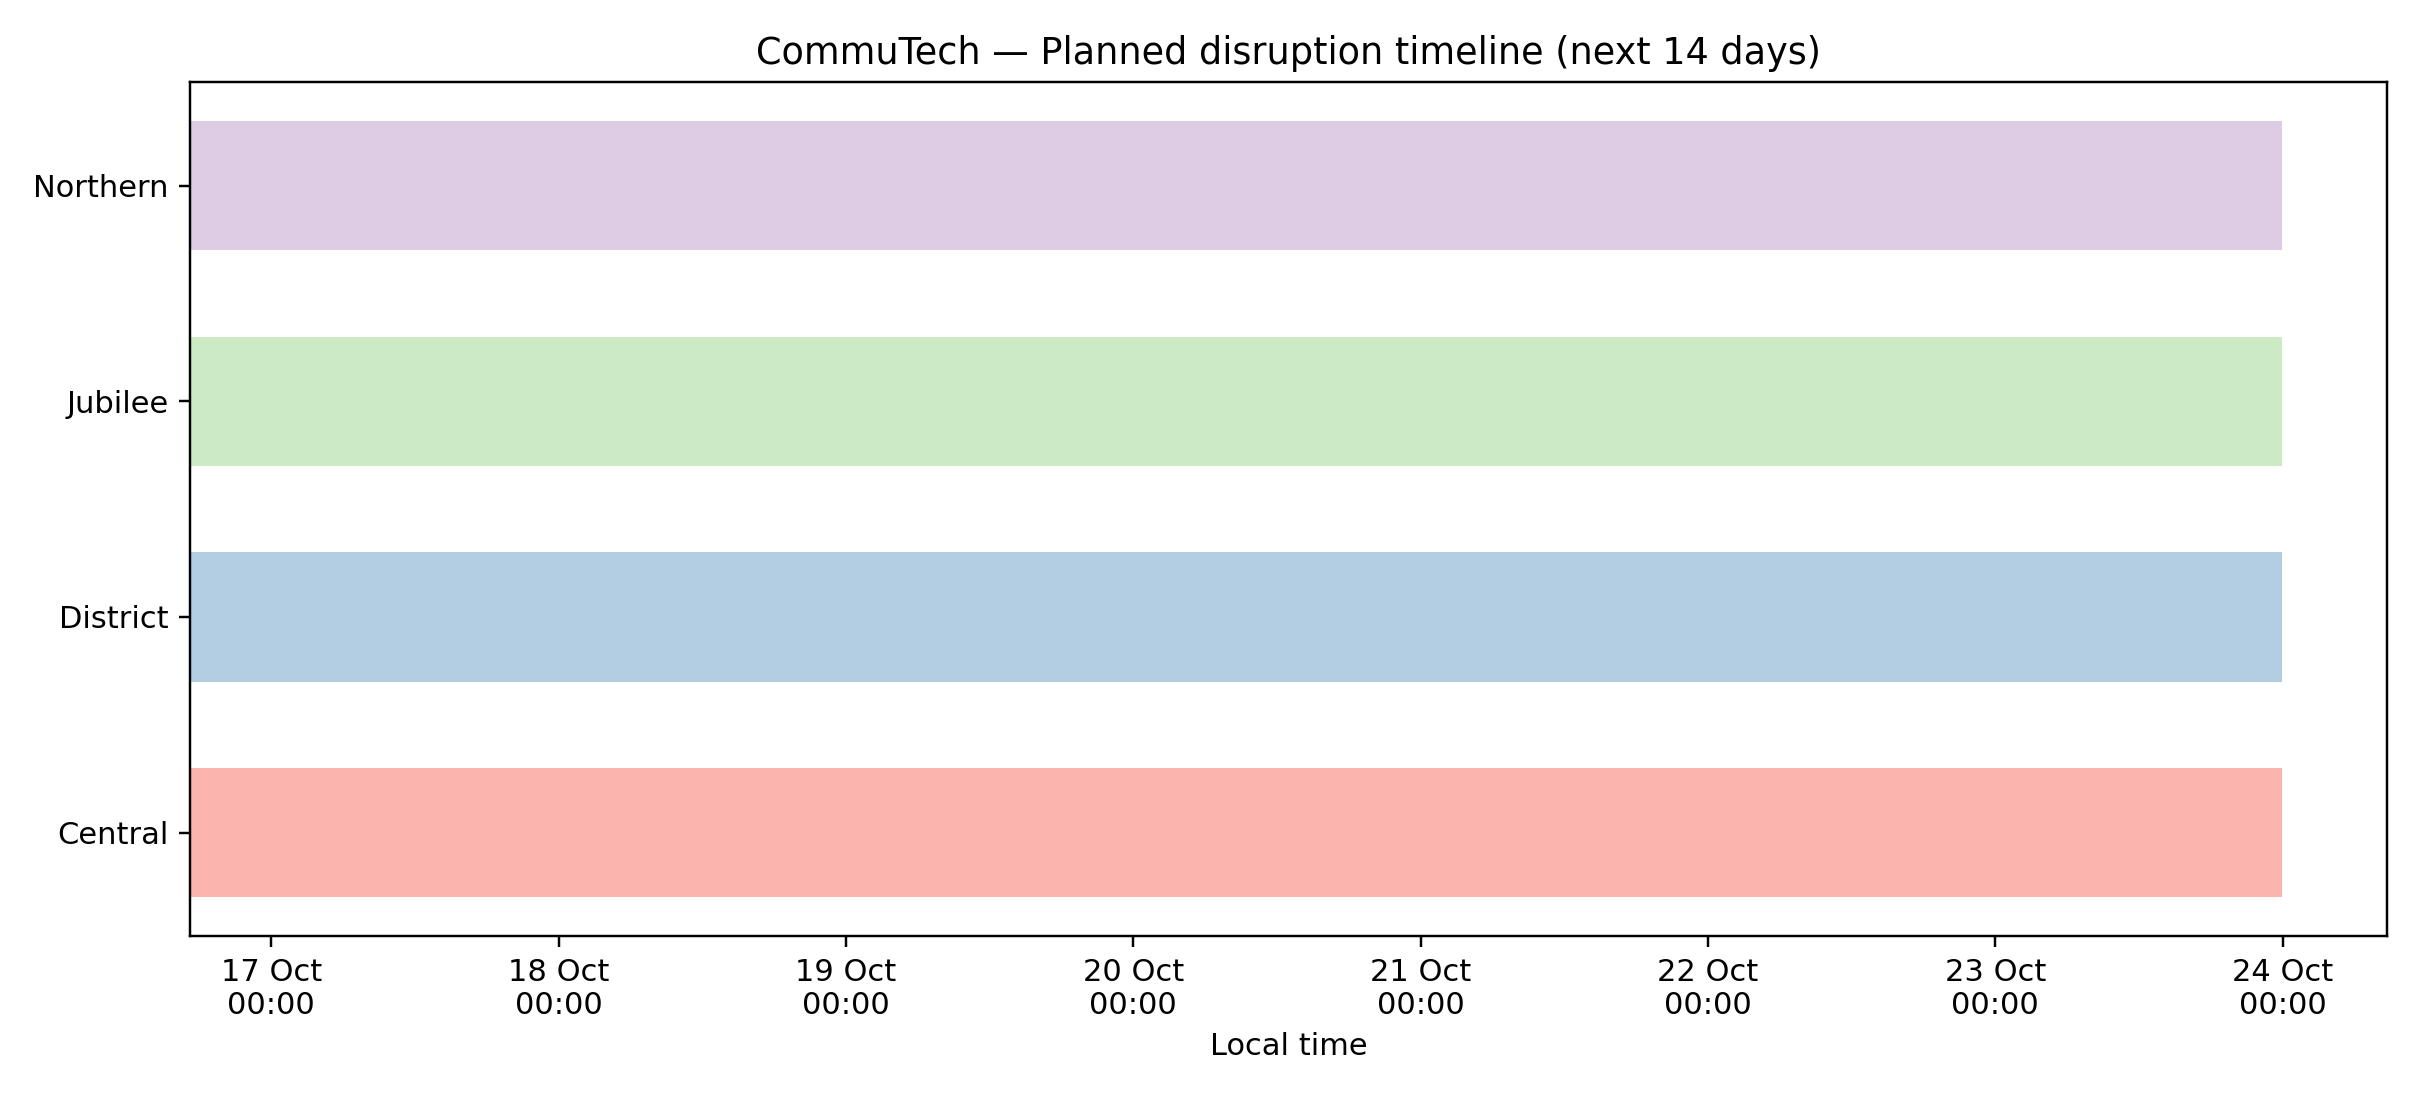 CommuTech — Planned disruption timeline (next 14 days)
Northern
Jubilee
District
Central
17 Oct 18 Oct 19 Oct 20 Oct 21 Oct 22 Oct 23 Oct 24 Oct
00:00 00:00 00:00 00:00 00:00 00:00 00:00 00:00
Local time